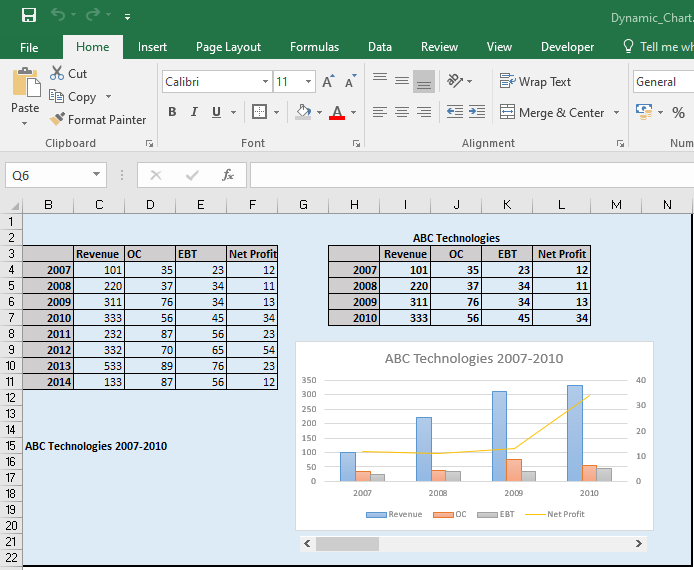 Dynamic_Chart.
File Home Insert Page Layout Formulas Data Review View Developer Tell me wh
Paste
Cut
Copy
Format Painter
Calibri 11 A A
B I U A
Wrap Text
Merge & Center
General
%
Clipboard Font Alignment Num
Q6 fx
B C D E F G H I J K L M N
1
2 ABC Technologies
3 Revenue OC EBT Net Profit Revenue OC EBT Net Profit
4 2007 101 35 23 12 2007 101 35 23 12
5 2008 220 37 34 11 2008 220 37 34 11
6 2009 311 76 34 13 2009 311 76 34 13
7 2010 333 56 45 34 2010 333 56 45 34
8 2011 232 87 56 23
9 2012 332 70 65 54
10 2013 533 89 76 23
11 2014 133 87 56 12
12
13
14
15 ABC Technologies 2007-2010
16
17
18
19
20
21
22
ABC Technologies 2007-2010
350 40
300
250 30
200
150 20
100 10
50
0 0
2007 2008 2009 2010
Revenue OC EBT Net Profit